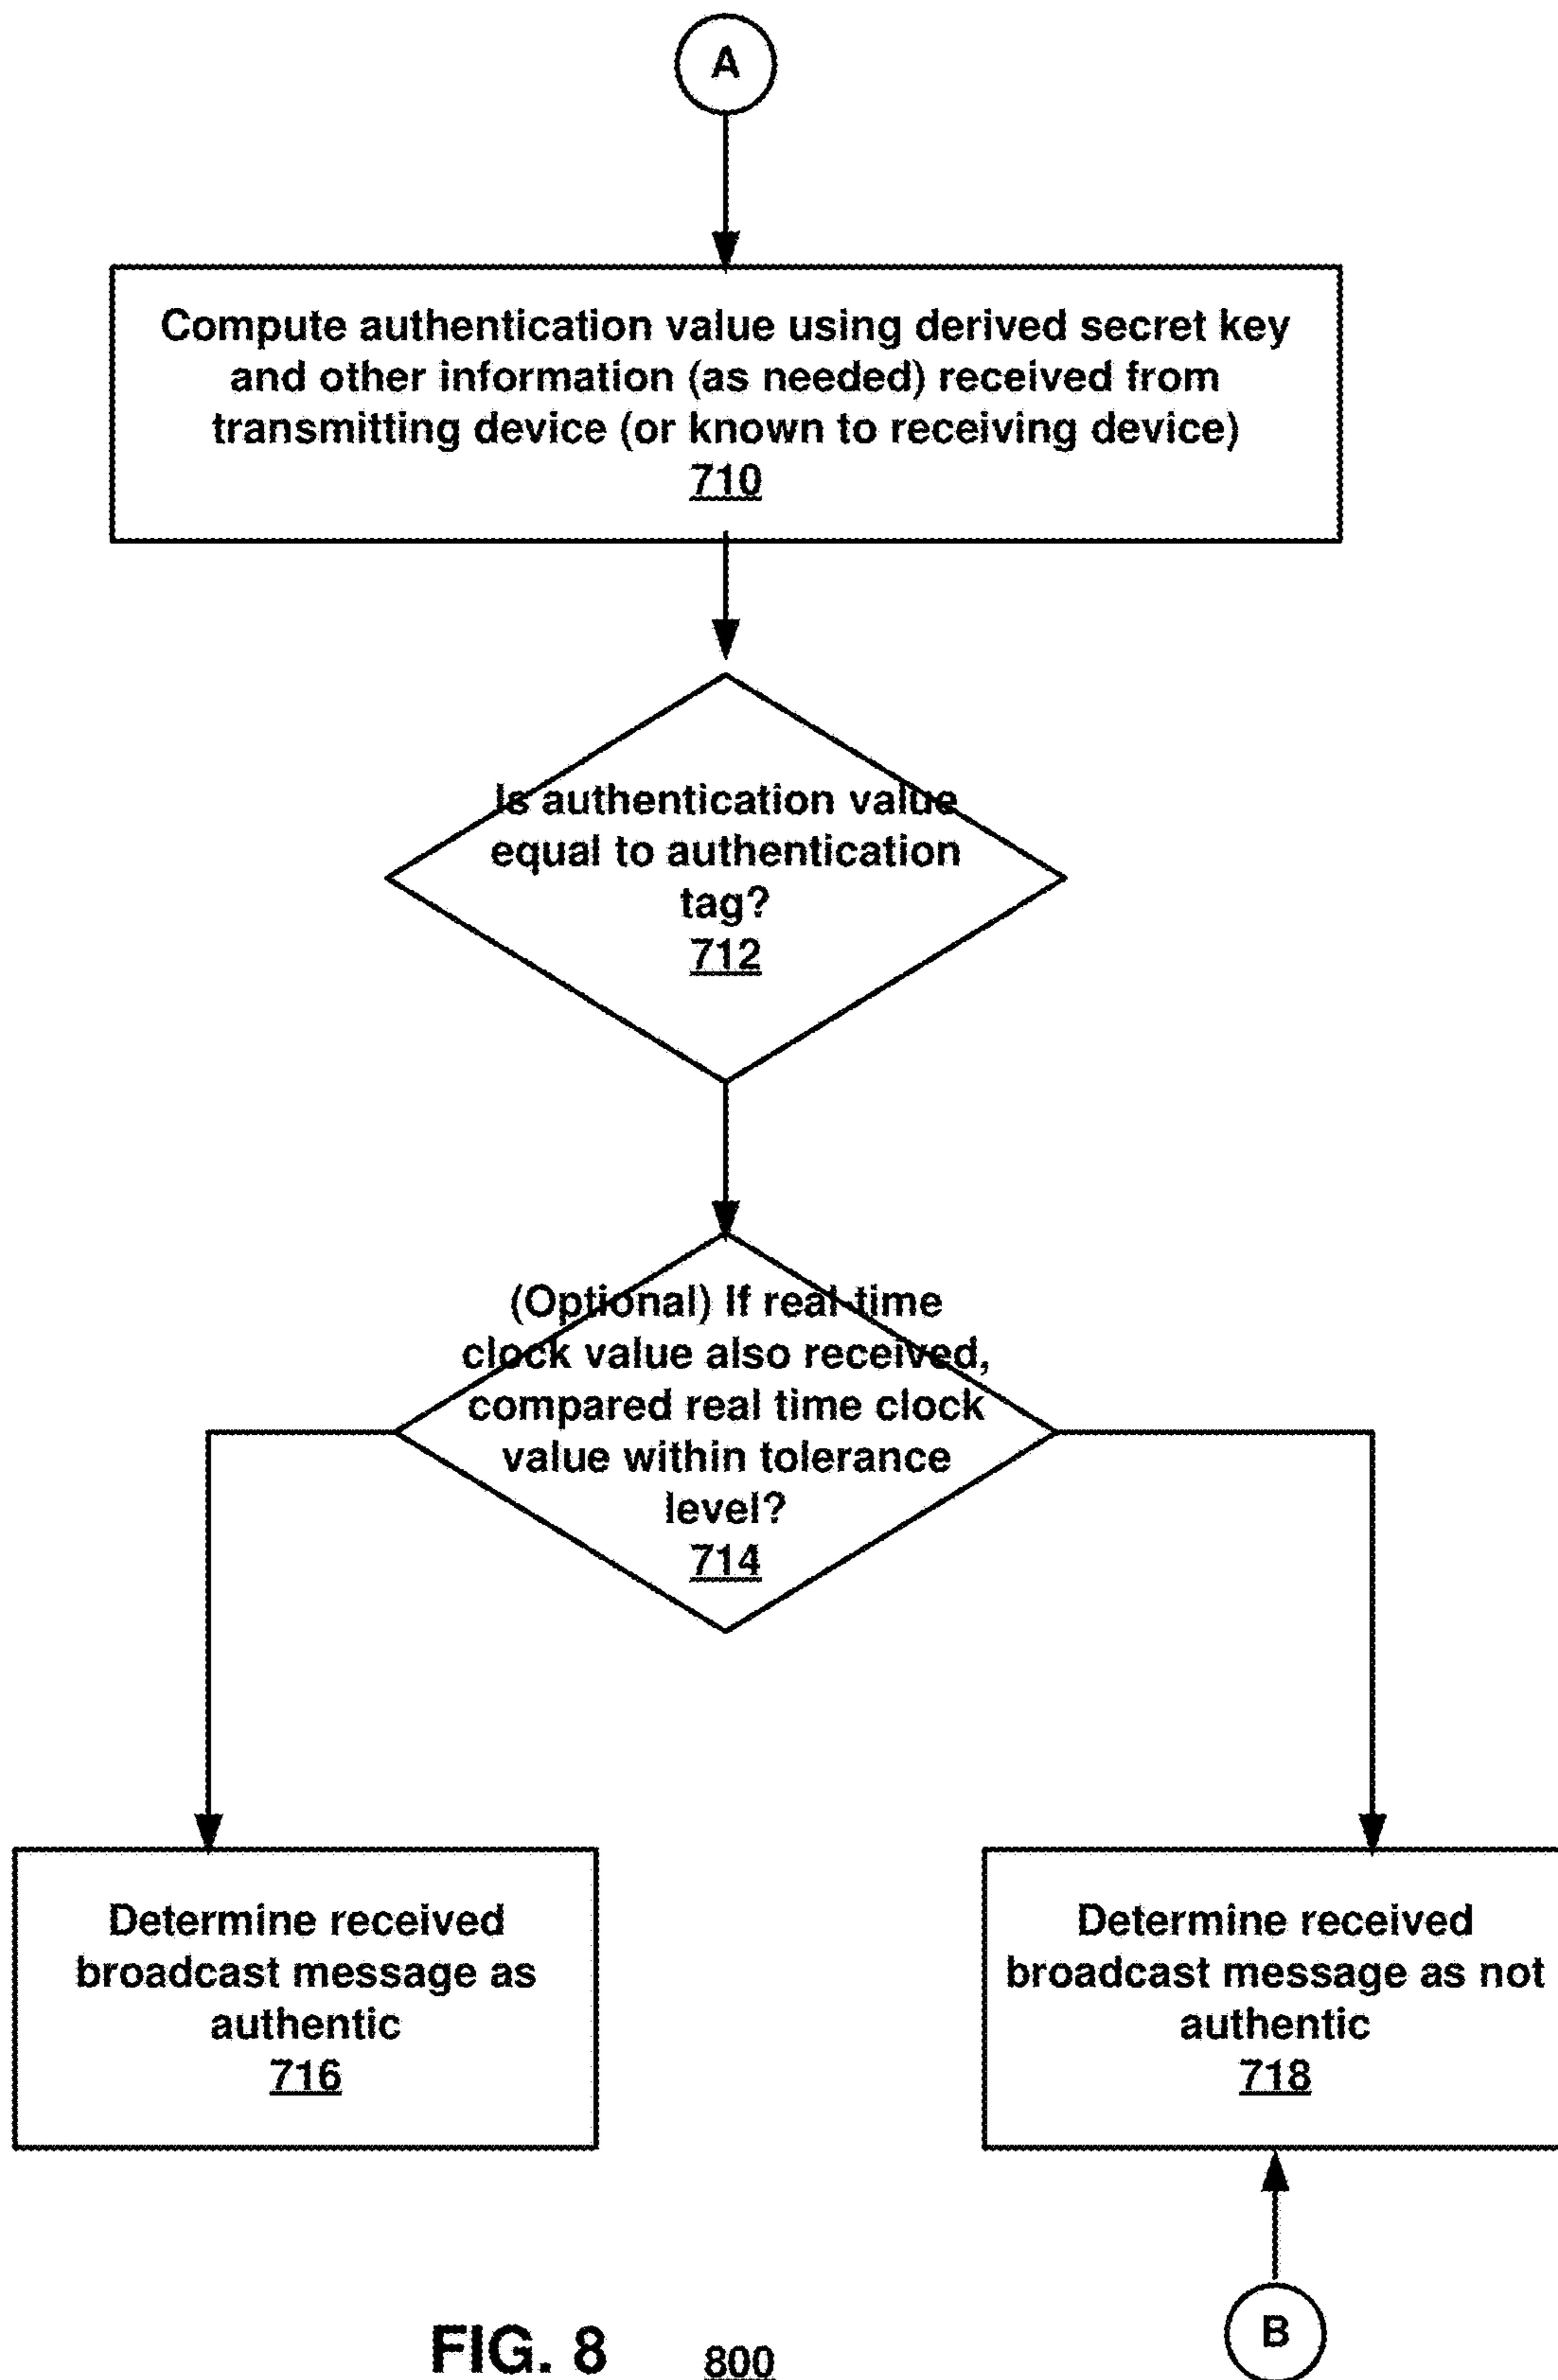 A
Compute authentication value using derived secret key
and other information (as needed) received from
transmitting device (or known to receiving device)
710
Is authentication value
equal to authentication
tag?
712
(Optional) If real-time
clock value also received,
compared real time clock
value within tolerance
level?
714
Determine received
broadcast message as
authentic
716
Determine received
broadcast message as not
authentic
718
B
FIG. 8 800